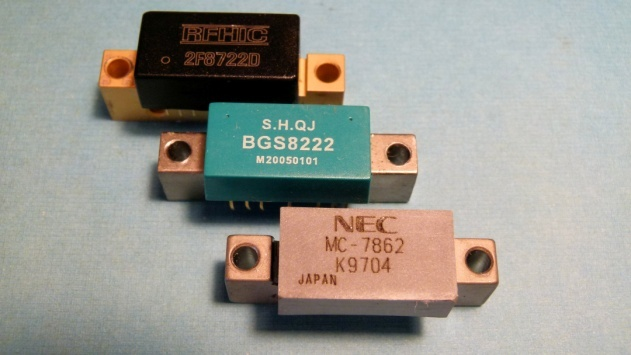 RFHIC
2F8722D
S.H.QJ
BGS8222
M20050101
NEC
MC-7862
K9704
JAPAN